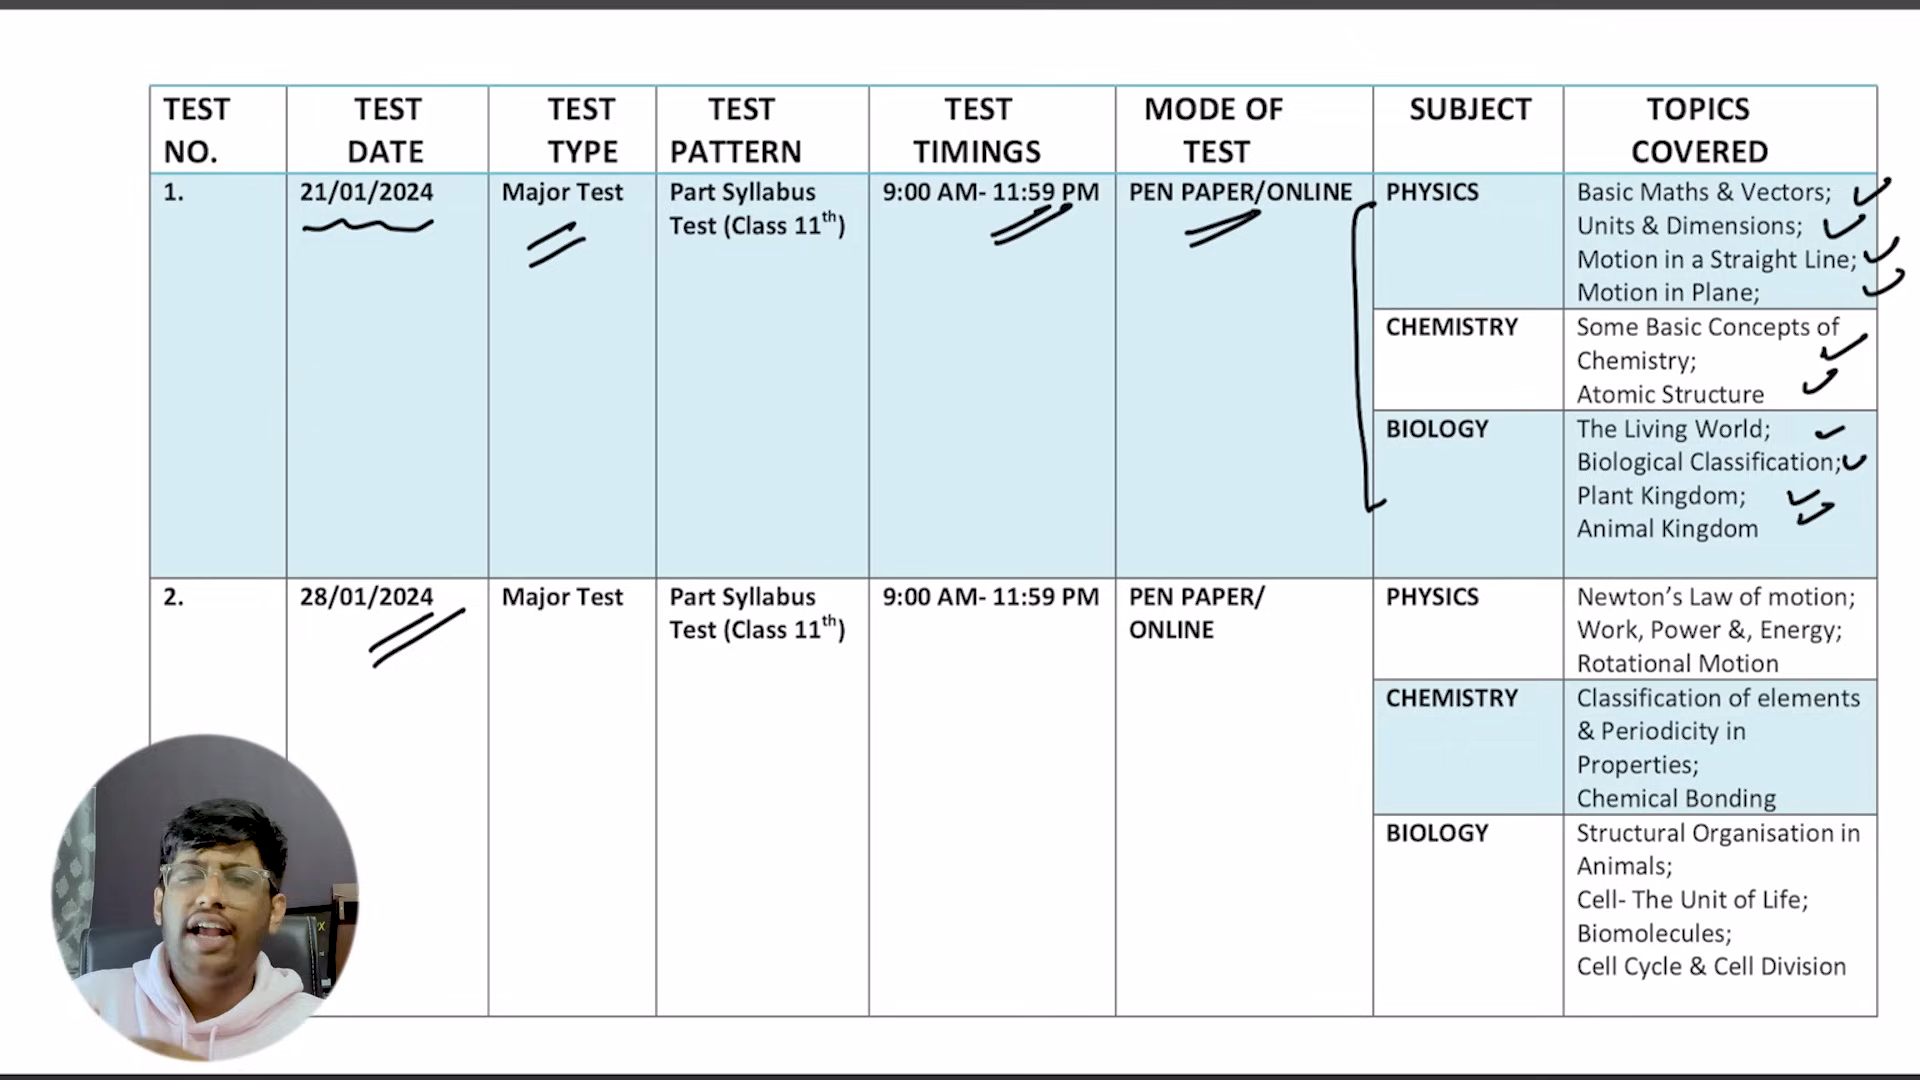 TEST NO.
TEST DATE
TEST TYPE
TEST PATTERN
TEST TIMINGS
MODE OF TEST
SUBJECT
TOPICS COVERED
1.
21/01/2024
Major Test
Part Syllabus
Test (Class 11th)
9:00 AM- 11:59 PM
PEN PAPER/ONLINE
PHYSICS
Basic Maths & Vectors;
Units & Dimensions;
Motion in a Straight Line;
Motion in Plane;
CHEMISTRY
Some Basic Concepts of
Chemistry;
Atomic Structure
BIOLOGY
The Living World;
Biological Classification;
Plant Kingdom;
Animal Kingdom
2.
28/01/2024
Major Test
Part Syllabus
Test (Class 11th)
9:00 AM- 11:59 PM
PEN PAPER/
ONLINE
PHYSICS
Newton's Law of motion;
Work, Power &, Energy;
Rotational Motion
CHEMISTRY
Classification of elements
& Periodicity in
Properties;
Chemical Bonding
BIOLOGY
Structural Organisation in
Animals;
Cell- The Unit of Life;
Biomolecules;
Cell Cycle & Cell Division